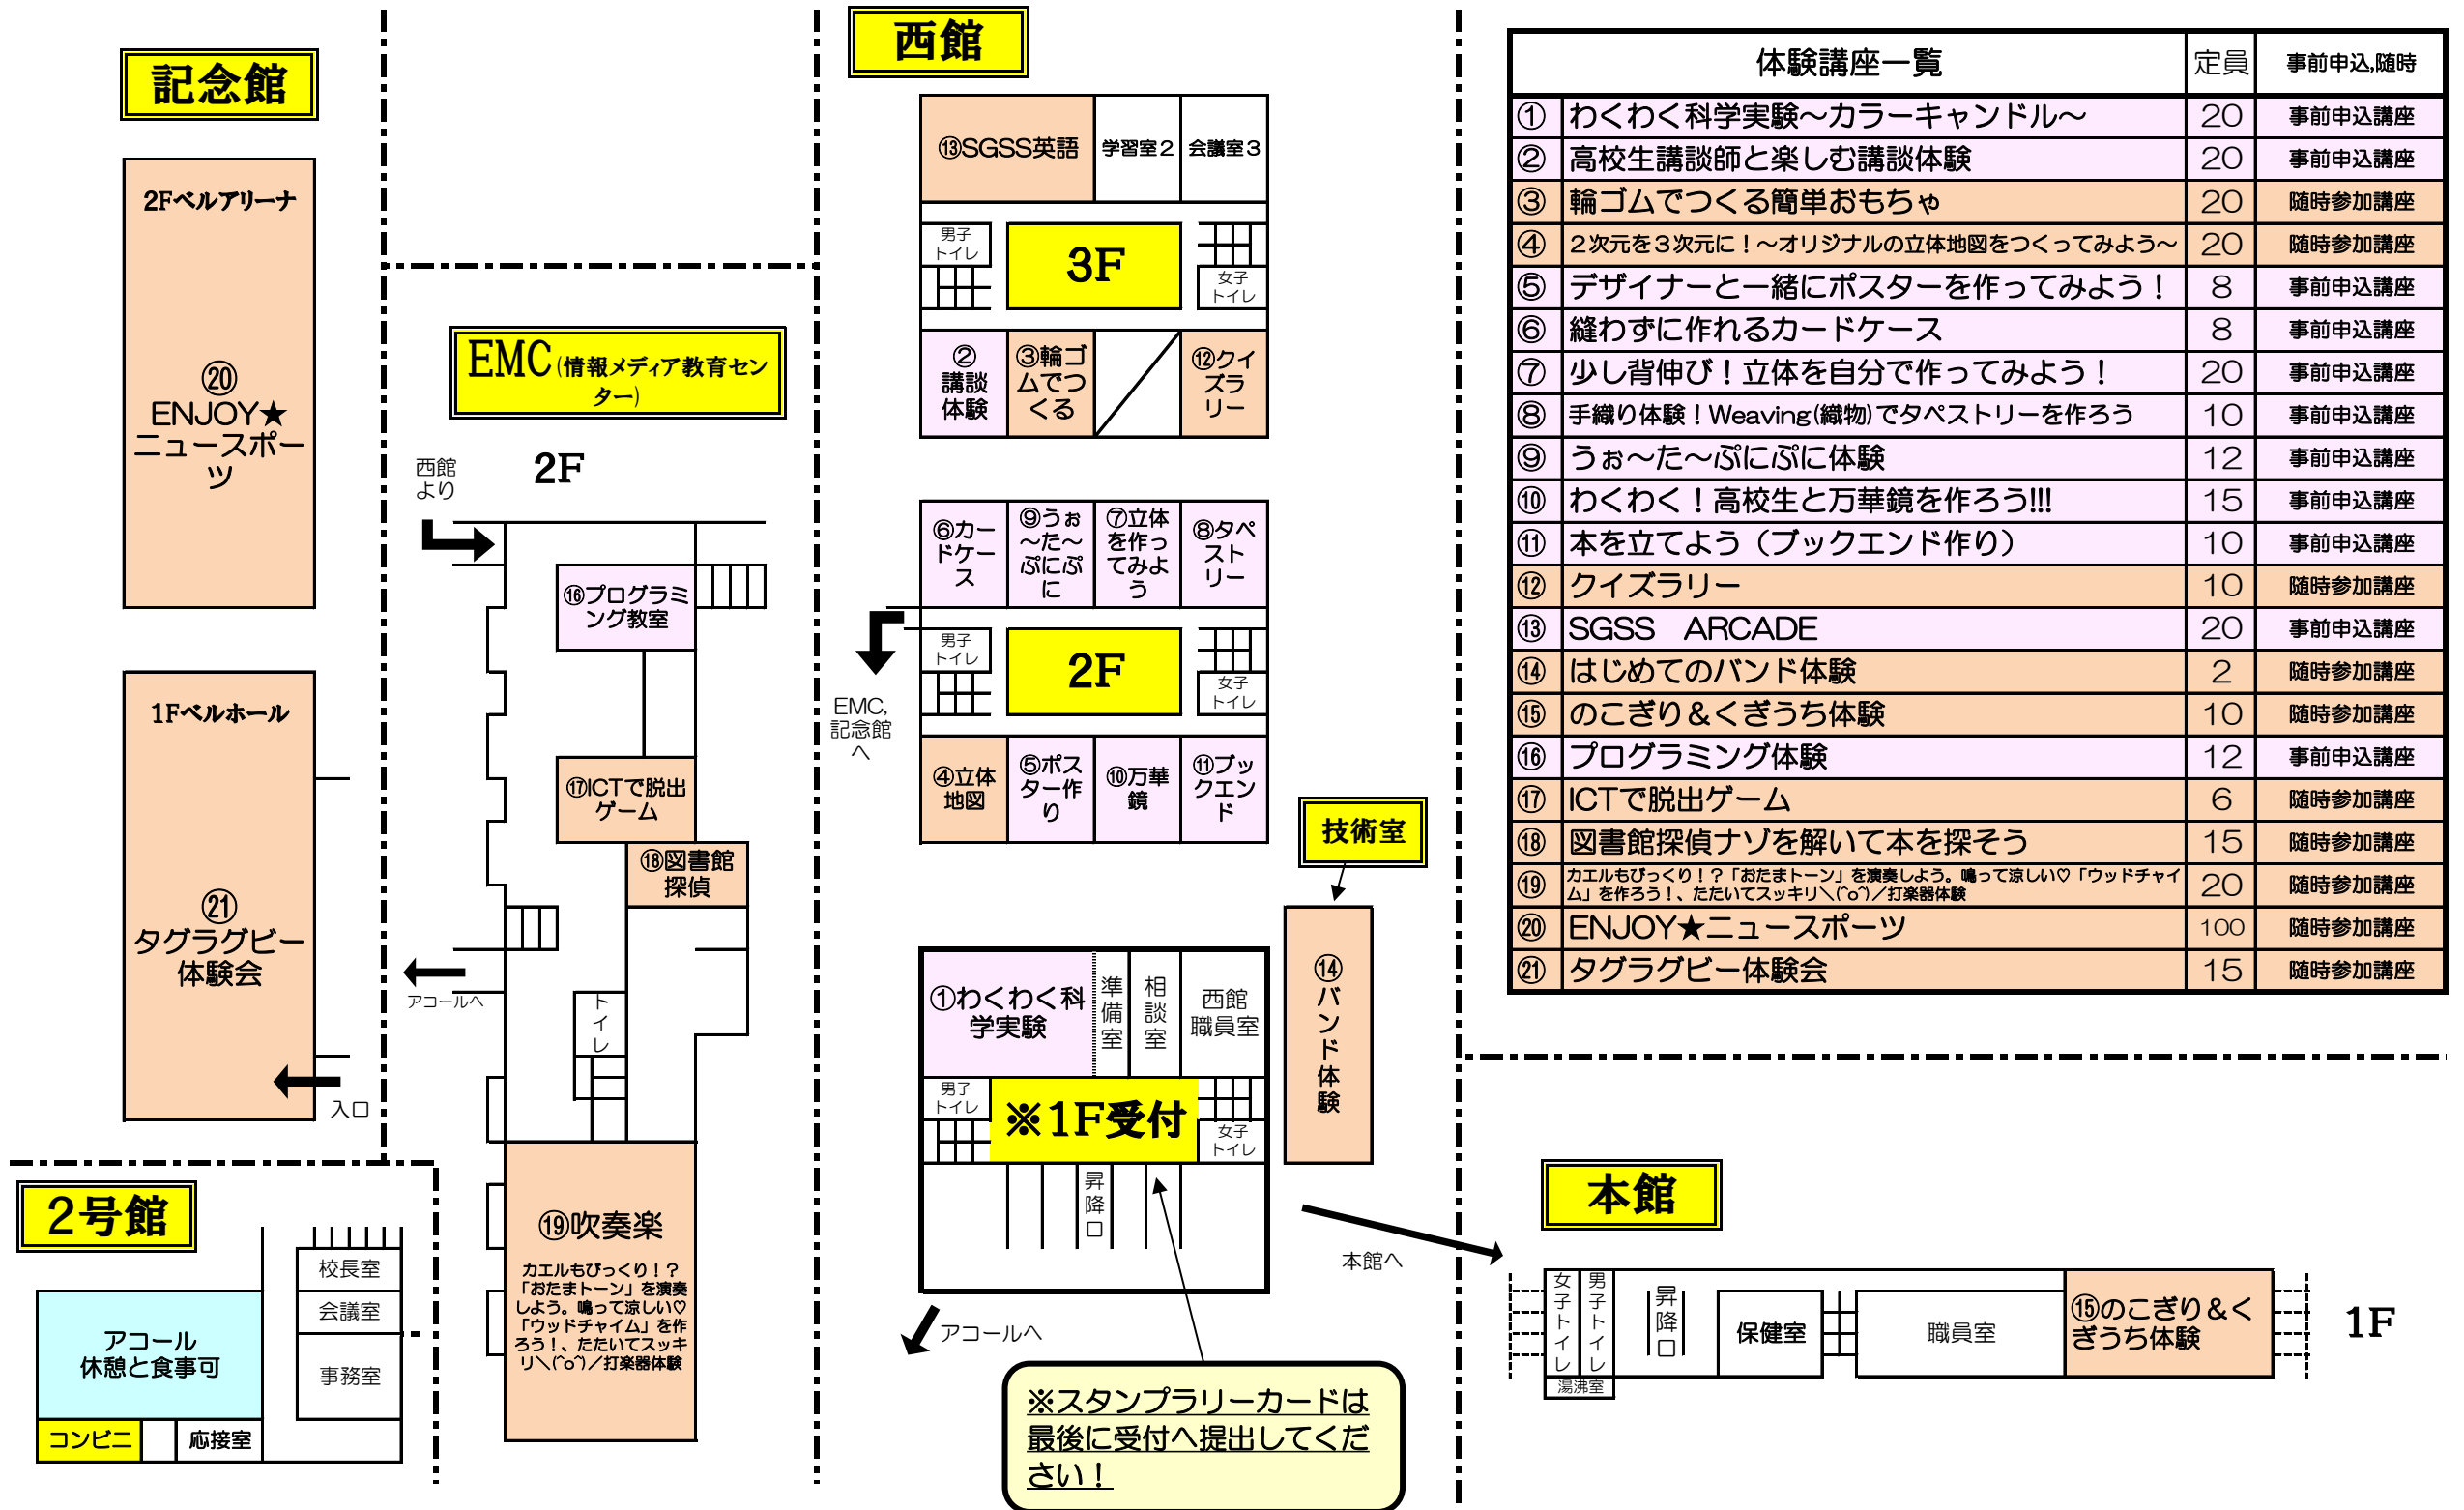 記念館
2Fベルアリーナ
⑳
ENJOY★
ニュースポー
ツ
1Fベルホール
㉑
タグラグビー
体験会
入口
2号館
校長室
会議室
事務室
アコール
休憩と食事可
コンビニ
応接室
EMC(情報メディア教育セン
ター)
西館
より
2F
⑯プログラミ
ング教室
⑰ICTで脱出
ゲーム
⑱図書館
探偵
アコールへ
トイレ
⑲吹奏楽
カエルもびっくり！？
「おたまトーン」を演奏
しよう。鳴って涼しい♡
「ウッドチャイム」を作
ろう！、たたいてスッキ
リ＼(^o^)／打楽器体験
西館
⑬SGSS英語
学習室２
会議室３
男子
トイレ
3F
女子
トイレ
②
講談
体験
③輪ゴ
ムでつ
くる
⑫クイ
ズラ
リー
⑥カー
ドケー
ス
⑨うぉ
～た～
ぷにぷ
に
⑦立体
を作っ
てみよ
う
⑧タペ
スト
リー
男子
トイレ
2F
女子
トイレ
EMC,
記念館
へ
④立体
地図
⑤ポス
ター作
り
⑩万華
鏡
⑪ブッ
クエン
ド
技術室
⑭バンド体験
①わくわく科
学実験
準備室
相談室
西館
職員室
男子
トイレ
※1F受付
女子
トイレ
昇降口
本館へ
アコールへ
※スタンプラリーカードは
最後に受付へ提出してくだ
さい！
体験講座一覧 定員 事前申込,随時
① わくわく科学実験～カラーキャンドル～ 20 事前申込講座
② 高校生講談師と楽しむ講談体験 20 事前申込講座
③ 輪ゴムでつくる簡単おもちゃ 20 随時参加講座
④ ２次元を３次元に！～オリジナルの立体地図をつくってみよう～ 20 随時参加講座
⑤ デザイナーと一緒にポスターを作ってみよう！ 8 事前申込講座
⑥ 縫わずに作れるカードケース 8 事前申込講座
⑦ 少し背伸び！立体を自分で作ってみよう！ 20 事前申込講座
⑧ 手織り体験！Weaving(織物)でタペストリーを作ろう 10 事前申込講座
⑨ うぉ～た～ぷにぷに体験 12 事前申込講座
⑩ わくわく！高校生と万華鏡を作ろう!!! 15 事前申込講座
⑪ 本を立てよう（ブックエンド作り） 10 事前申込講座
⑫ クイズラリー 10 随時参加講座
⑬ SGSS　ARCADE 20 事前申込講座
⑭ はじめてのバンド体験 2 随時参加講座
⑮ のこぎり＆くぎうち体験 10 随時参加講座
⑯ プログラミング体験 12 事前申込講座
⑰ ICTで脱出ゲーム 6 随時参加講座
⑱ 図書館探偵ナゾを解いて本を探そう 15 随時参加講座
⑲ カエルもびっくり！？「おたまトーン」を演奏しよう。鳴って涼しい♡「ウッドチャイ
ム」を作ろう！、たたいてスッキリ＼(^o^)／打楽器体験 20 随時参加講座
⑳ ENJOY★ニュースポーツ 100 随時参加講座
㉑ タグラグビー体験会 15 随時参加講座
本館
女子トイレ
男子トイレ
湯沸室
昇降口
保健室
職員室
⑮のこぎり＆く
ぎうち体験
1F